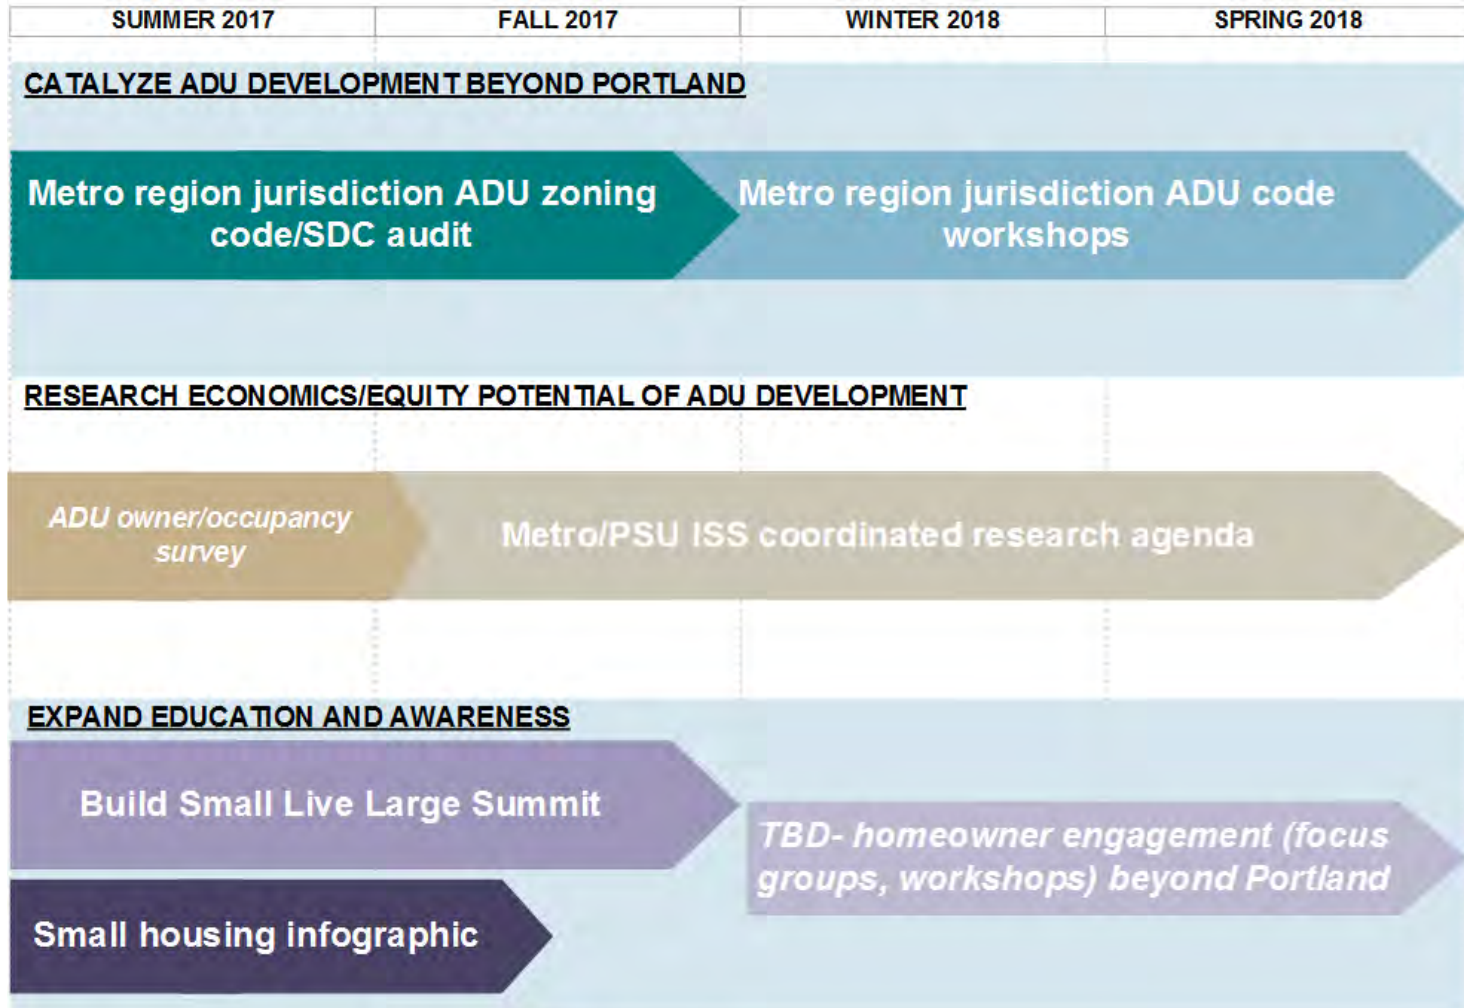 SUMMER 2017 FALL 2017 WINTER 2018 SPRING 2018
CATALYZE ADU DEVELOPMENT BEYOND PORTLAND
Metro region jurisdiction ADU zoning
code/SDC audit
Metro region jurisdiction ADU code
workshops
RESEARCH ECONOMICS/EQUITY POTENTIAL OF ADU DEVELOPMENT
ADU owner/occupancy
survey
Metro/PSU ISS coordinated research agenda
EXPAND EDUCATION AND AWARENESS
Build Small Live Large Summit
TBD- homeowner engagement (focus
groups, workshops) beyond Portland
Small housing infographic